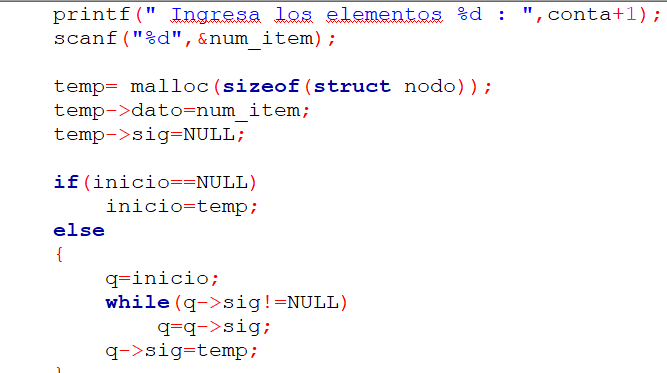 printf(" Ingresa los elementos %d : ",conta+1);
scanf("%d",&num_item);
temp= malloc(sizeof(struct nodo));
temp->dato=num_item;
temp->sig=NULL;
if(inicio==NULL)
inicio=temp;
else
{
q=inicio;
while(q->sig!=NULL)
q=q->sig;
q->sig=temp;
}